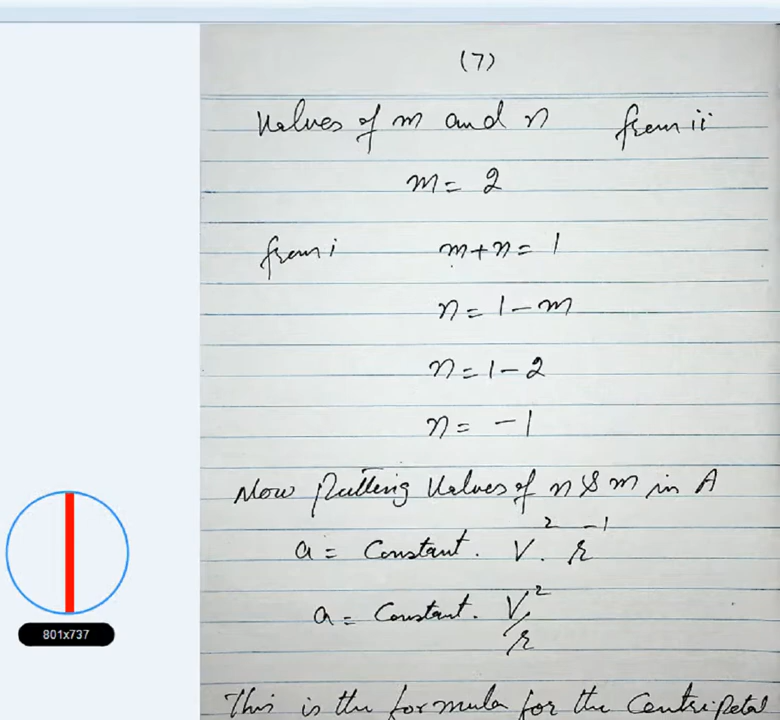 (7)
Values of m and n from ii
m = 2
from i m+n = 1
n = 1 - m
n = 1 - 2
n = -1
Now Putting Values of n & m in A
a = Constant. V². r⁻¹
a = Constant. V²/r
This is the formula for the Centripetal
801x737